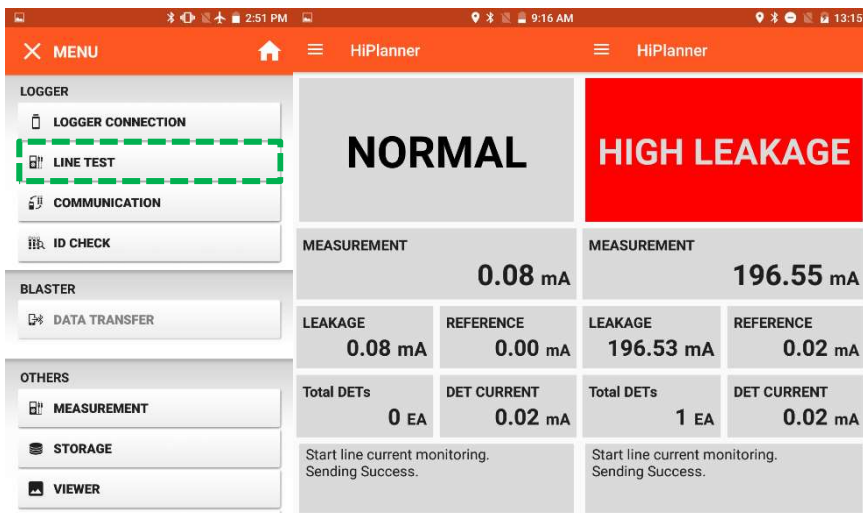 2:51 PM
MENU
LOGGER
LOGGER CONNECTION
LINE TEST
COMMUNICATION
ID CHECK
BLASTER
DATA TRANSFER
OTHERS
MEASUREMENT
STORAGE
VIEWER
9:16 AM
HiPlanner
NORMAL
MEASUREMENT
0.08 mA
LEAKAGE REFERENCE
0.08 mA 0.00 mA
Total DETs DET CURRENT
0 EA 0.02 mA
Start line current monitoring.
Sending Success.
13:15
HiPlanner
HIGH LEAKAGE
MEASUREMENT
196.55 mA
LEAKAGE REFERENCE
196.53 mA 0.02 mA
Total DETs DET CURRENT
1 EA 0.02 mA
Start line current monitoring.
Sending Success.